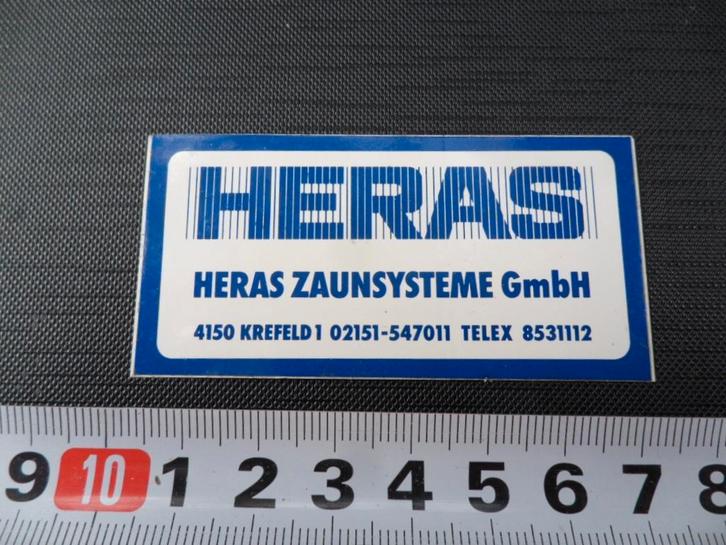 HERAS
HERAS ZAUNSYSTEME GmbH
4150 KREFELD 1 02151-547011 TELEX 8531112
9 10 1 2 3 4 5 6 7 8